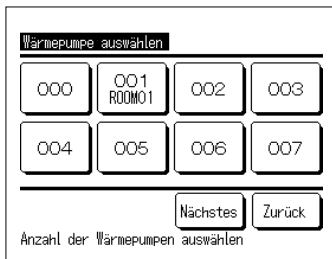 Wärmepumpe auswählen
000 001 002 003
ROOM01
004 005 006 007
Nächstes Zurück
Anzahl der Wärmepumpen auswählen